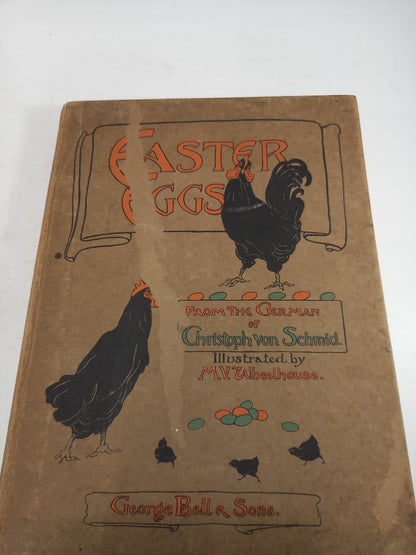 EASTER
EGGS
FROM THE GERMAN
OF
Christoph von Schmid.
Illustrated by
M.V. Wheelhouse.
George Bell & Sons.